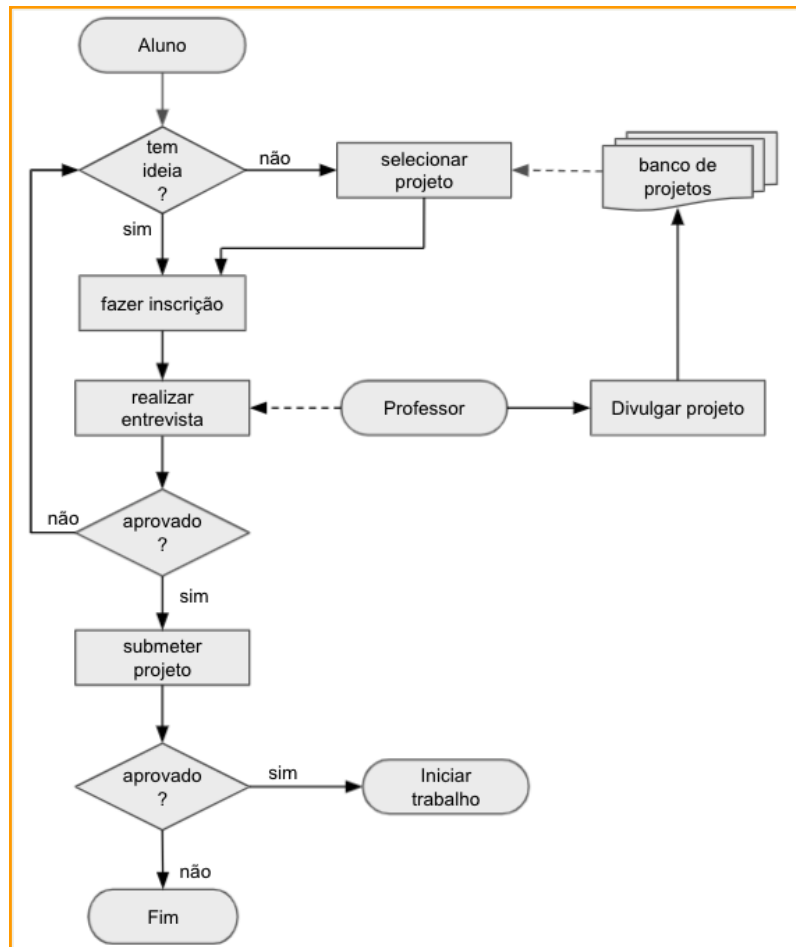 Aluno
tem
ideia
?
não
selecionar
projeto
banco de
projetos
sim
fazer inscrição
realizar
entrevista
Professor
Divulgar projeto
não
aprovado
?
sim
submeter
projeto
aprovado
?
sim
Iniciar
trabalho
não
Fim